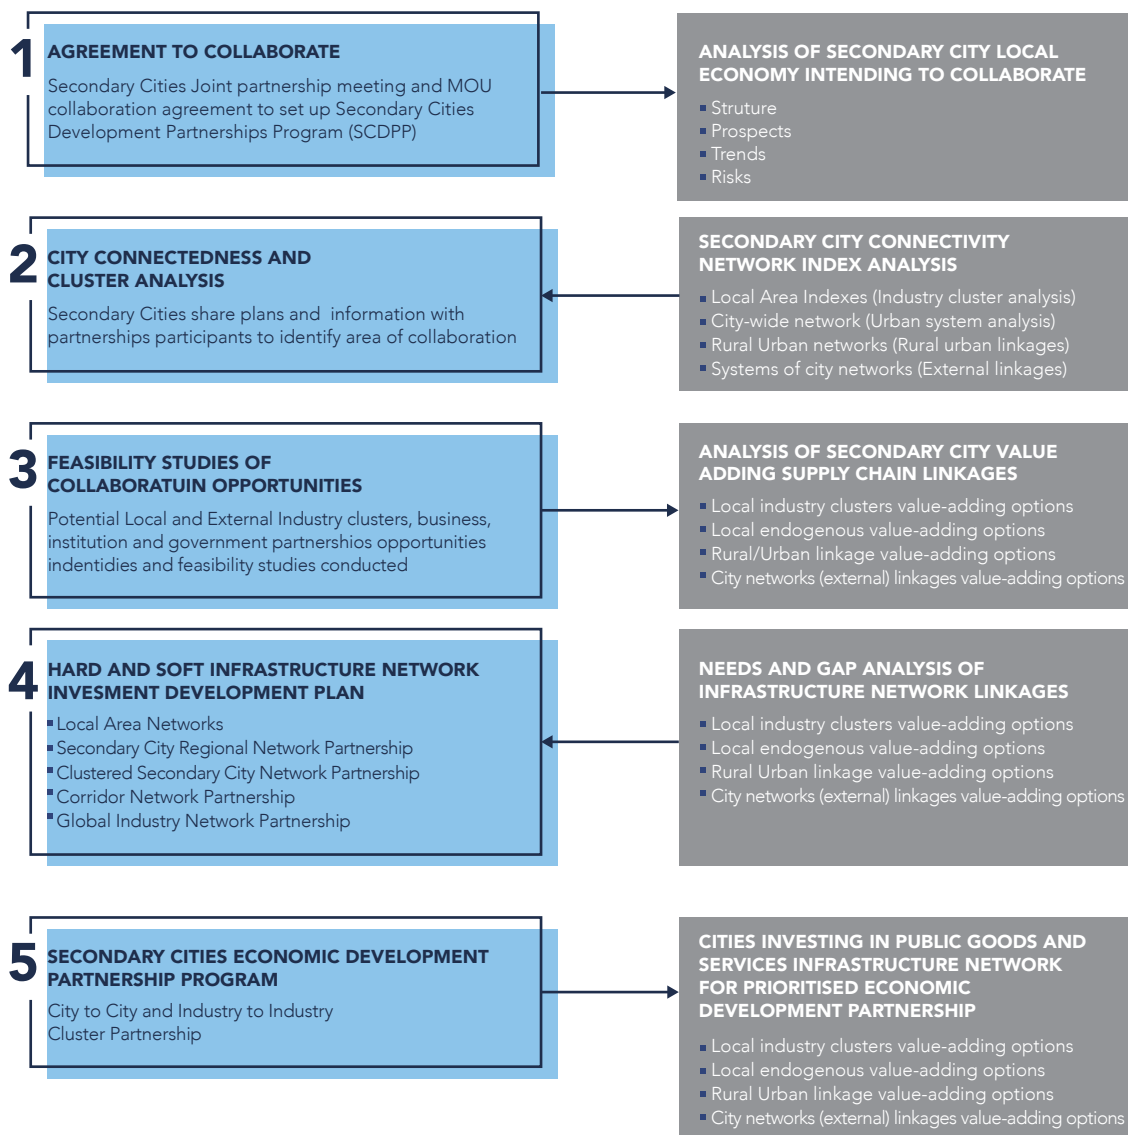 1
AGREEMENT TO COLLABORATE
Secondary Cities Joint partnership meeting and MOU
collaboration agreement to set up Secondary Cities
Development Partnerships Program (SCDPP)
ANALYSIS OF SECONDARY CITY LOCAL
ECONOMY INTENDING TO COLLABORATE
Struture
Prospects
Trends
Risks
2
CITY CONNECTEDNESS AND
CLUSTER ANALYSIS
Secondary Cities share plans and information with
partnerships participants to identify area of collaboration
SECONDARY CITY CONNECTIVITY
NETWORK INDEX ANALYSIS
Local Area Indexes (Industry cluster analysis)
City-wide network (Urban system analysis)
Rural Urban networks (Rural urban linkages)
Systems of city networks (External linkages)
3
FEASIBILITY STUDIES OF
COLLABORATUIN OPPORTUNITIES
Potential Local and External Industry clusters, business,
institution and government partnershios opportunities
indentidies and feasibility studies conducted
ANALYSIS OF SECONDARY CITY VALUE
ADDING SUPPLY CHAIN LINKAGES
Local industry clusters value-adding options
Local endogenous value-adding options
Rural/Urban linkage value-adding options
City networks (external) linkages value-adding options
4
HARD AND SOFT INFRASTRUCTURE NETWORK
INVESMENT DEVELOPMENT PLAN
Local Area Networks
Secondary City Regional Network Partnership
Clustered Secondary City Network Partnership
Corridor Network Partnership
Global Industry Network Partnership
NEEDS AND GAP ANALYSIS OF
INFRASTRUCTURE NETWORK LINKAGES
Local industry clusters value-adding options
Local endogenous value-adding options
Rural Urban linkage value-adding options
City networks (external) linkages value-adding options
5
SECONDARY CITIES ECONOMIC DEVELOPMENT
PARTNERSHIP PROGRAM
City to City and Industry to Industry
Cluster Partnership
CITIES INVESTING IN PUBLIC GOODS AND
SERVICES INFRASTRUCTURE NETWORK
FOR PRIORITISED ECONOMIC
DEVELOPMENT PARTNERSHIP
Local industry clusters value-adding options
Local endogenous value-adding options
Rural Urban linkage value-adding options
City networks (external) linkages value-adding options